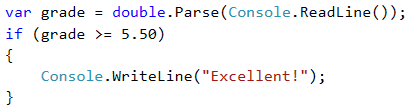 var grade = double.Parse(Console.ReadLine());
if (grade >= 5.50)
{
    Console.WriteLine("Excellent!");
}